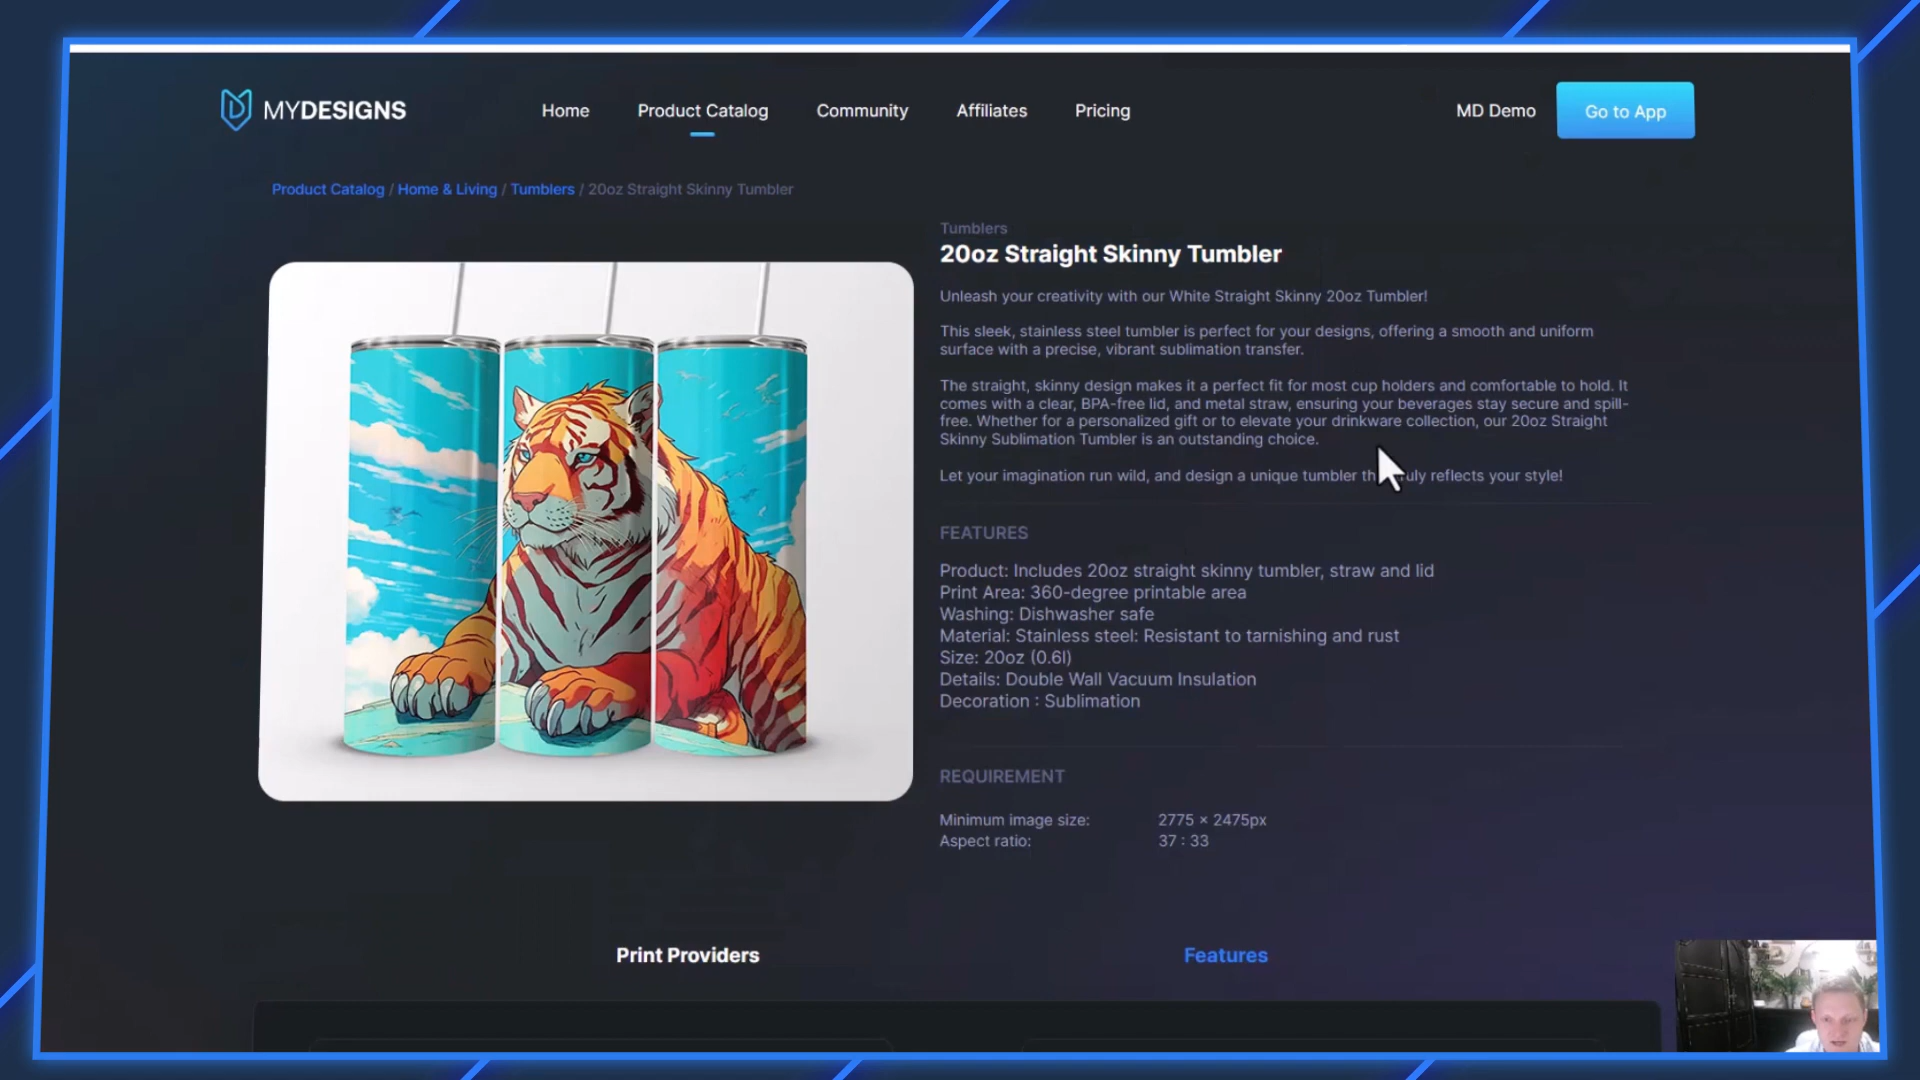 MYDESIGNS
Home
Product Catalog
Community
Affiliates
Pricing
MD Demo
Go to App
Product Catalog / Home & Living / Tumblers / 20oz Straight Skinny Tumbler
Tumblers
20oz Straight Skinny Tumbler
Unleash your creativity with our White Straight Skinny 20oz Tumbler!
This sleek, stainless steel tumbler is perfect for your designs, offering a smooth and uniform
surface with a precise, vibrant sublimation transfer.
The straight, skinny design makes it a perfect fit for most cup holders and comfortable to hold. It
comes with a clear, BPA-free lid, and metal straw, ensuring your beverages stay secure and spill-
free. Whether for a personalized gift or to elevate your drinkware collection, our 20oz Straight
Skinny Sublimation Tumbler is an outstanding choice.
Let your imagination run wild, and design a unique tumbler reflects your style!
FEATURES
Product: Includes 20oz straight skinny tumbler, straw and lid
Print Area: 360-degree printable area
Washing: Dishwasher safe
Material: Stainless steel: Resistant to tarnishing and rust
Size: 20oz (0.6l)
Details: Double Wall Vacuum Insulation
Decoration : Sublimation
REQUIREMENT
Minimum image size: 2775 × 2475px
Aspect ratio: 37 : 33
Print Providers
Features